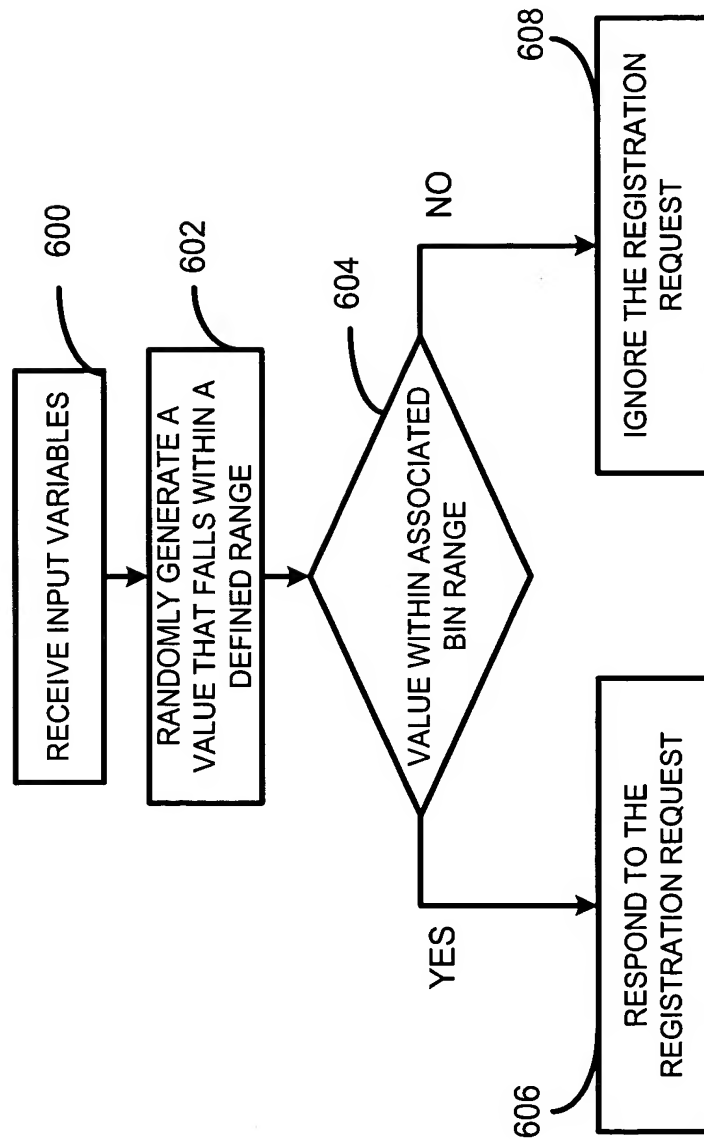 600
RECEIVE INPUT VARIABLES
602
RANDOMLY GENERATE A
VALUE THAT FALLS WITHIN A
DEFINED RANGE
604
VALUE WITHIN ASSOCIATED
BIN RANGE
YES
NO
606
RESPOND TO THE
REGISTRATION REQUEST
608
IGNORE THE REGISTRATION
REQUEST